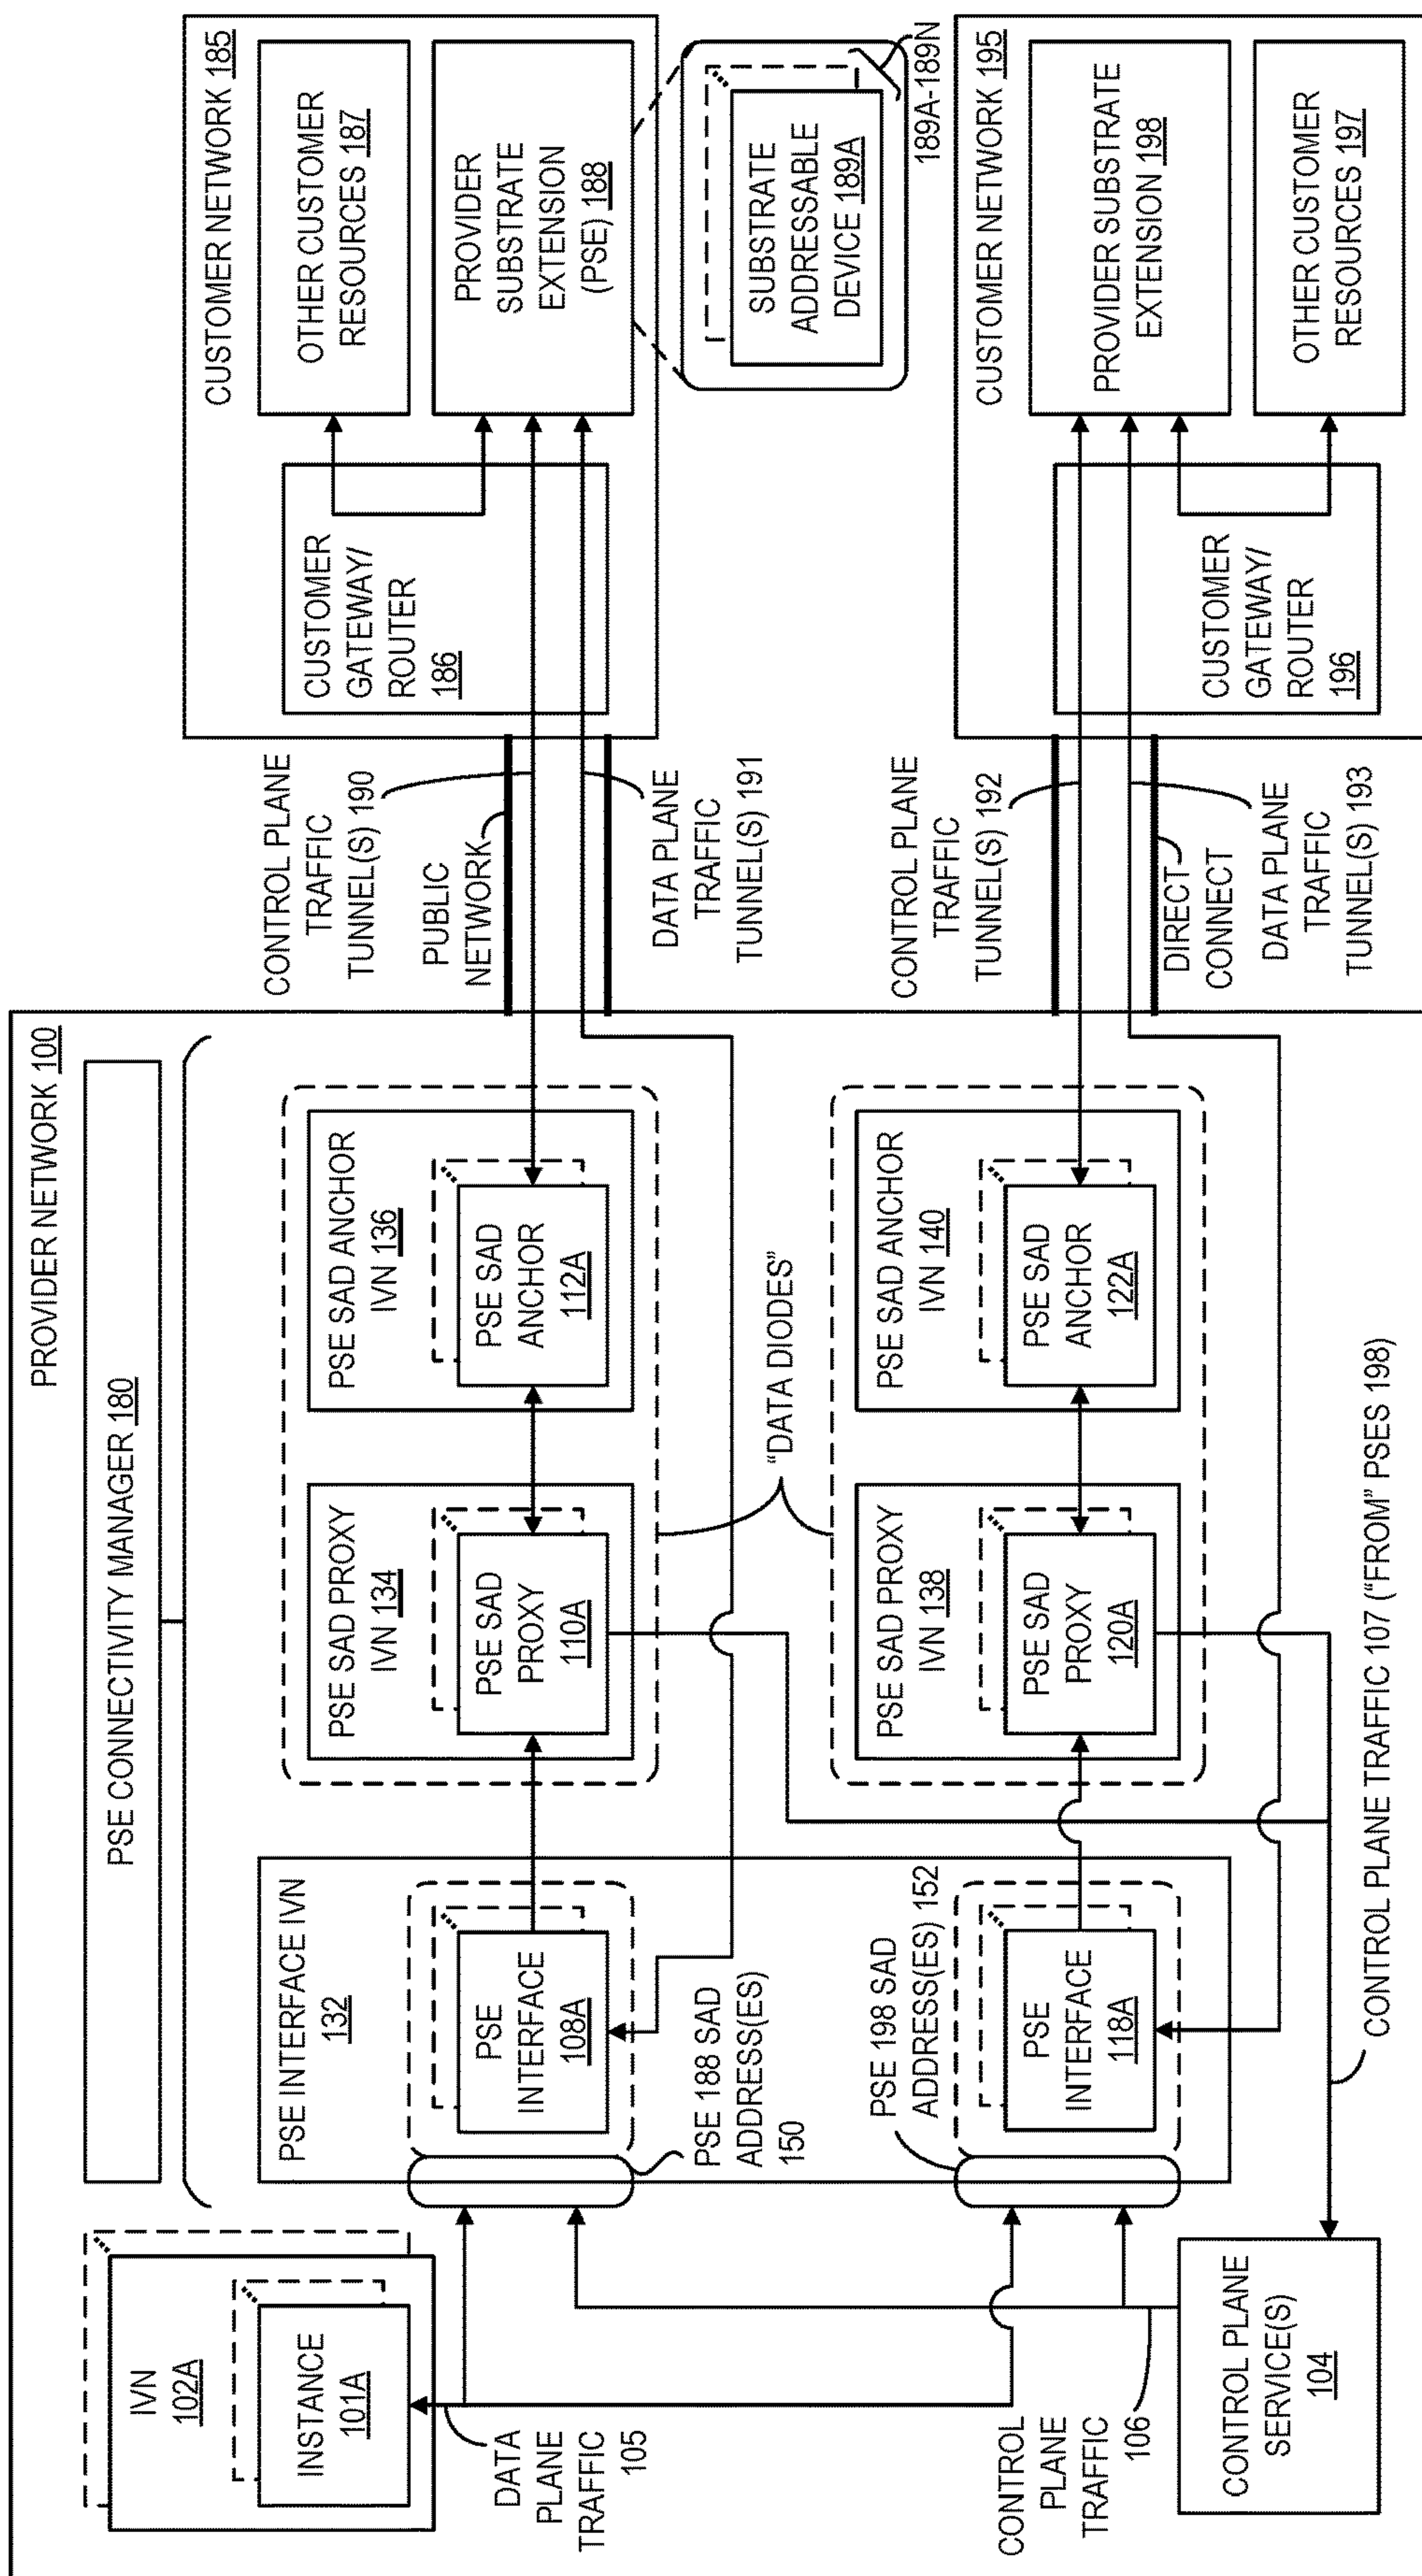 PROVIDER NETWORK 100
PSE CONNECTIVITY MANAGER 180
IVN
102A
INSTANCE
101A
DATA
PLANE
TRAFFIC
105
CONTROL
PLANE
TRAFFIC
106
CONTROL PLANE
SERVICE(S)
104
PSE INTERFACE IVN
132
PSE
INTERFACE
108A
PSE 188 SAD
ADDRESS(ES)
150
PSE 198 SAD
ADDRESS(ES) 152
PSE
INTERFACE
118A
PSE SAD PROXY
IVN 134
PSE SAD
PROXY
110A
PSE SAD ANCHOR
IVN 136
PSE SAD
ANCHOR
112A
“DATA DIODES”
PSE SAD PROXY
IVN 138
PSE SAD
PROXY
120A
PSE SAD ANCHOR
IVN 140
PSE SAD
ANCHOR
122A
CONTROL PLANE TRAFFIC 107 (“FROM” PSES 198)
CONTROL PLANE
TRAFFIC
TUNNEL(S) 190
PUBLIC
NETWORK
DATA PLANE
TRAFFIC
TUNNEL(S) 191
CONTROL PLANE
TRAFFIC
TUNNEL(S) 192
DIRECT
CONNECT
DATA PLANE
TRAFFIC
TUNNEL(S) 193
CUSTOMER NETWORK 185
CUSTOMER
GATEWAY/
ROUTER
186
OTHER CUSTOMER
RESOURCES 187
PROVIDER
SUBSTRATE
EXTENSION
(PSE) 188
SUBSTRATE
ADDRESSABLE
DEVICE 189A
189A-189N
CUSTOMER NETWORK 195
CUSTOMER
GATEWAY/
ROUTER
196
PROVIDER SUBSTRATE
EXTENSION 198
OTHER CUSTOMER
RESOURCES 197